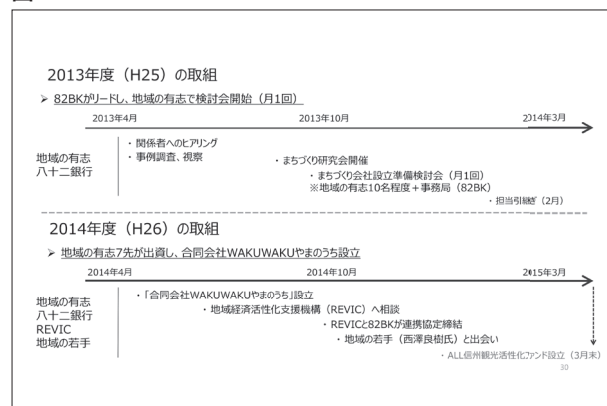 2013年度（H25）の取組
➢ 82BKがリードし、地域の有志で検討会開始（月1回）
2013年4月 2013年10月 2014年3月
地域の有志
八十二銀行
・関係者へのヒアリング
・事例調査、視察
・まちづくり研究会開催
・まちづくり会社設立準備検討会（月1回）
※地域の有志10名程度＋事務局（82BK）
・担当引継ぎ（2月）
2014年度（H26）の取組
➢ 地域の有志7先が出資し、合同会社WAKUWAKUやまのうち設立
2014年4月 2014年10月 2015年3月
地域の有志
八十二銀行
REVIC
地域の若手
・「合同会社WAKUWAKUやまのうち」設立
・地域経済活性化支援機構（REVIC）へ相談
・REVICと82BKが連携協定締結
・地域の若手（西澤良樹氏）と出会い
・ALL信州観光活性化ファンド設立（3月末）
30